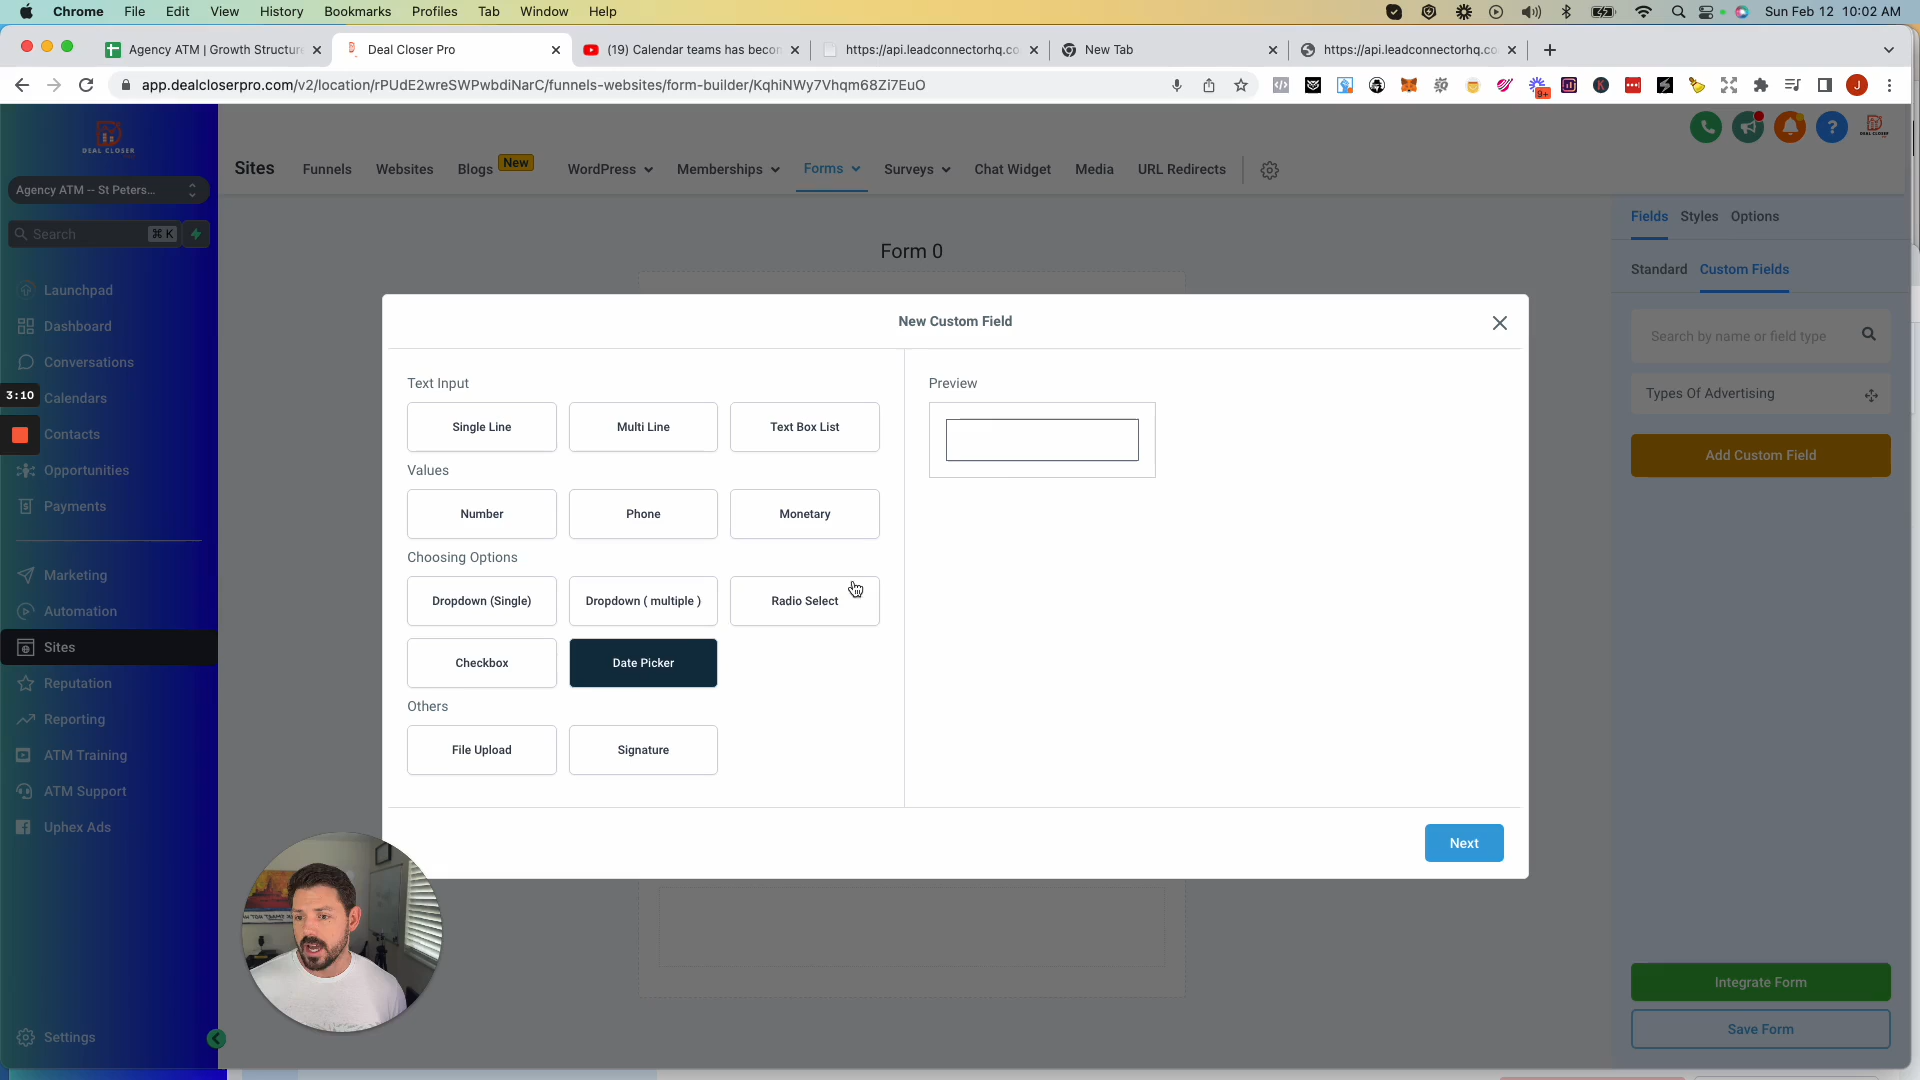 Chrome File Edit View History Bookmarks Profiles Tab Window Help
Sun Feb 12 10:02 AM
Agency ATM | Growth Structure
Deal Closer Pro
(19) Calendar teams has becon
https://api.leadconnectorhq.co
New Tab
https://api.leadconnectorhq.co
app.dealcloserpro.com/v2/location/rPUdE2wreSWPwbdiNarC/funnels-websites/form-builder/KqhiNWy7Vhqm68Zi7EuO
9+
J
DEAL CLOSER
Agency ATM -- St Peters...
Search ⌘ K
Launchpad
Dashboard
Conversations
3:10
Calendars
Contacts
Opportunities
Payments
Marketing
Automation
Sites
Reputation
Reporting
ATM Training
ATM Support
Uphex Ads
Settings
Sites Funnels Websites Blogs New WordPress Memberships Forms Surveys Chat Widget Media URL Redirects
Form 0
New Custom Field
Text Input
Single Line Multi Line Text Box List
Values
Number Phone Monetary
Choosing Options
Dropdown (Single) Dropdown ( multiple ) Radio Select
Checkbox Date Picker
Others
File Upload Signature
Preview
Next
Fields Styles Options
Standard Custom Fields
Search by name or field type
Types Of Advertising
Add Custom Field
Integrate Form
Save Form